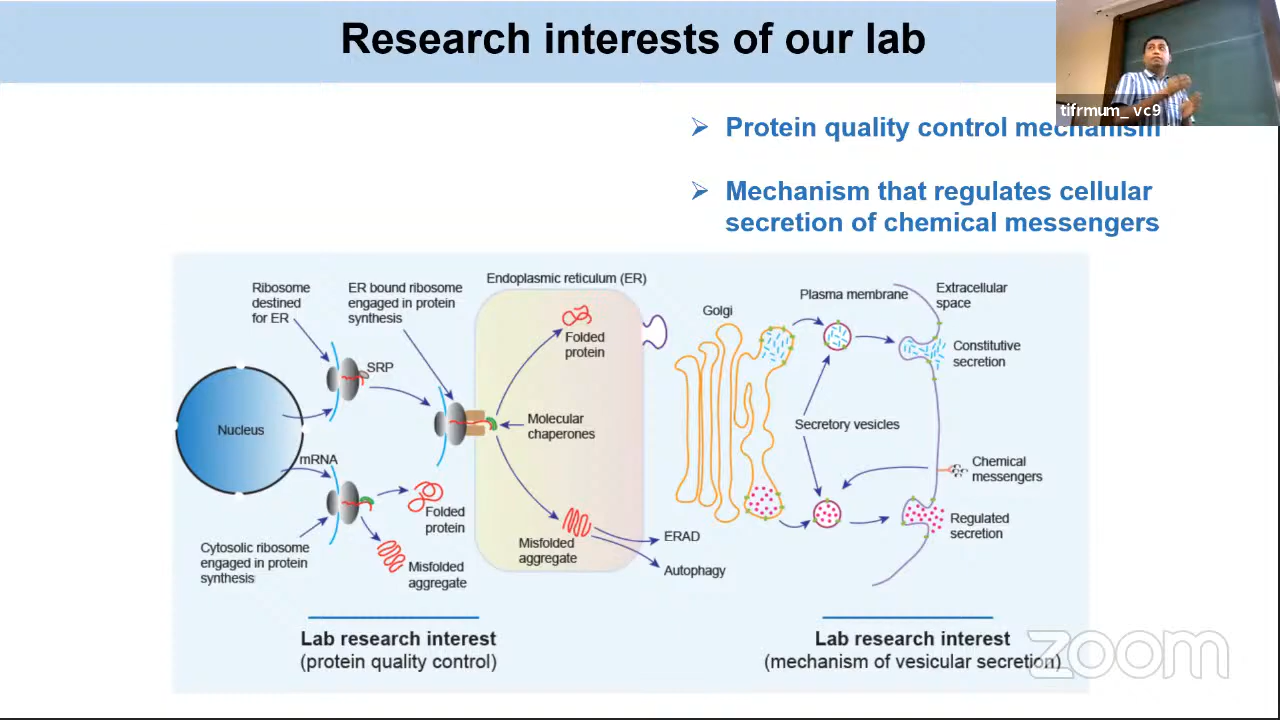 Research interests of our lab
tifrmum_ vc9
➢ Protein quality control mechanism
➢ Mechanism that regulates cellular
secretion of chemical messengers
Ribosome
destined
for ER
ER bound ribosome
engaged in protein
synthesis
Endoplasmic reticulum (ER)
Folded
protein
Golgi
Plasma membrane
Extracellular
space
Constitutive
secretion
SRP
Nucleus
Molecular
chaperones
Secretory vesicles
mRNA
Chemical
messengers
Folded
protein
Regulated
secretion
Cytosolic ribosome
engaged in protein
synthesis
Misfolded
aggregate
Misfolded
aggregate
ERAD
Autophagy
Lab research interest
(protein quality control)
Lab research interest
(mechanism of vesicular secretion)
zoom